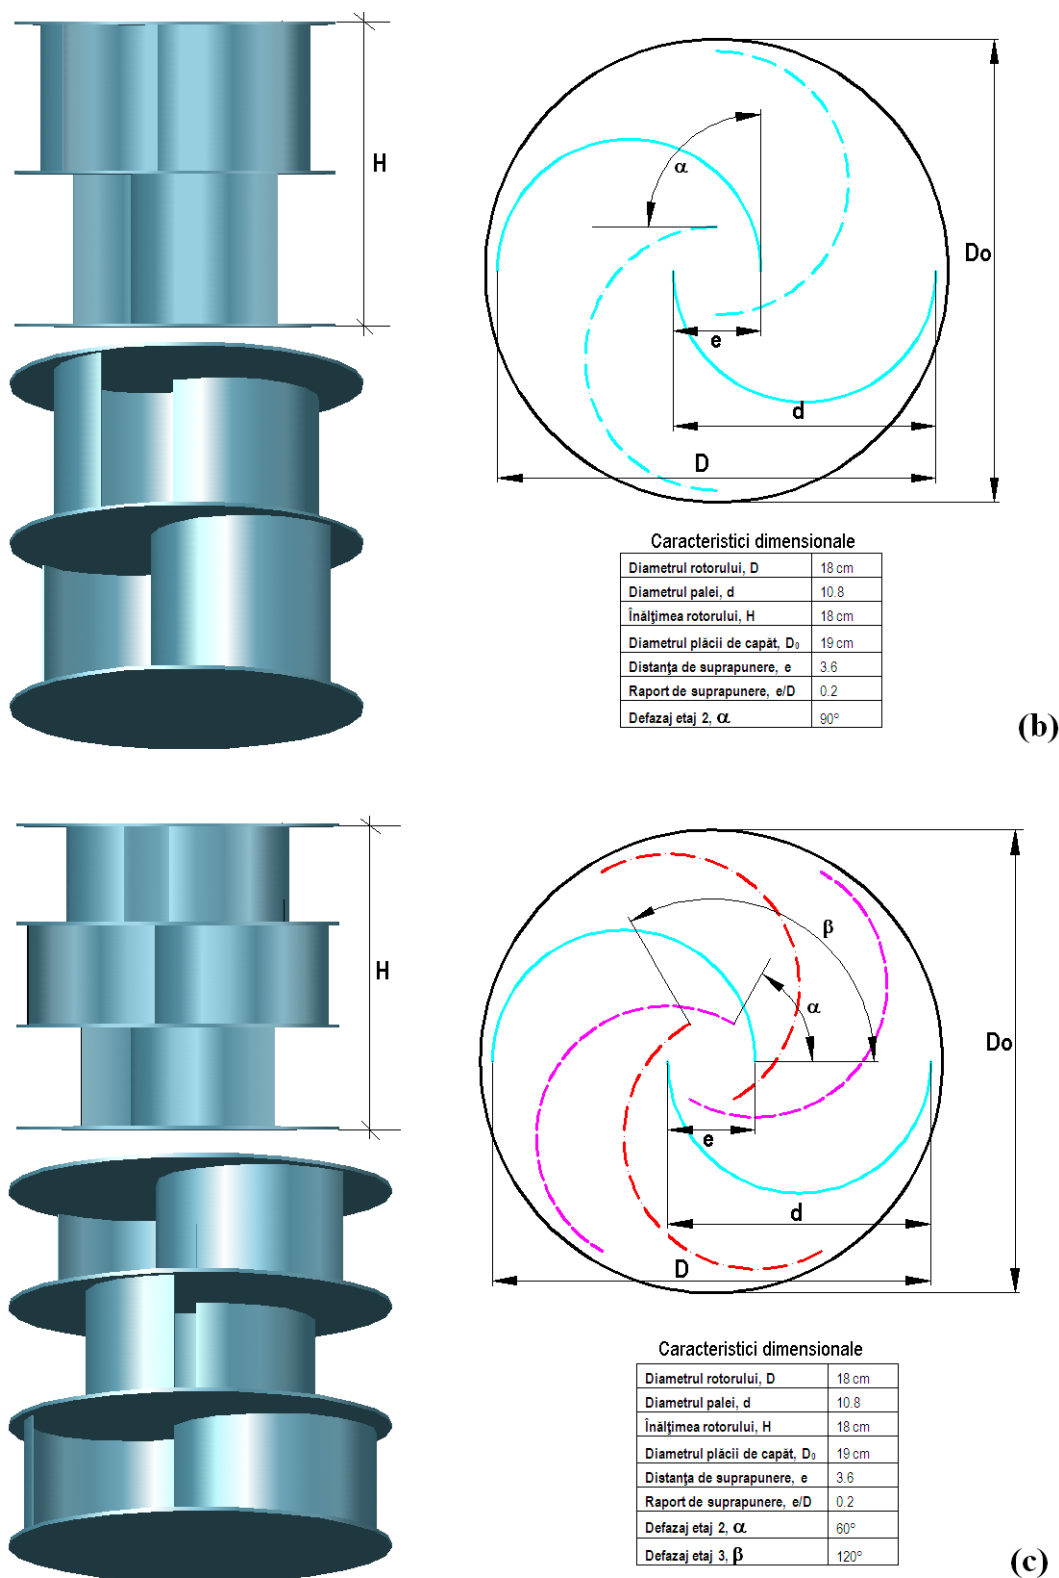 H
α
Do
e
d
D
Caracteristici dimensionale
Diametrul rotorului, D 18 cm
Diametrul palei, d 10.8
Înălţimea rotorului, H 18 cm
Diametrul plăcii de capăt, D₀ 19 cm
Distanţa de suprapunere, e 3.6
Raport de suprapunere, e/D 0.2
Defazaj etaj 2, α 90°
(b)
H
β
α
Do
e
d
D
Caracteristici dimensionale
Diametrul rotorului, D 18 cm
Diametrul palei, d 10.8
Înălţimea rotorului, H 18 cm
Diametrul plăcii de capăt, D₀ 19 cm
Distanţa de suprapunere, e 3.6
Raport de suprapunere, e/D 0.2
Defazaj etaj 2, α 60°
Defazaj etaj 3, β 120°
(c)